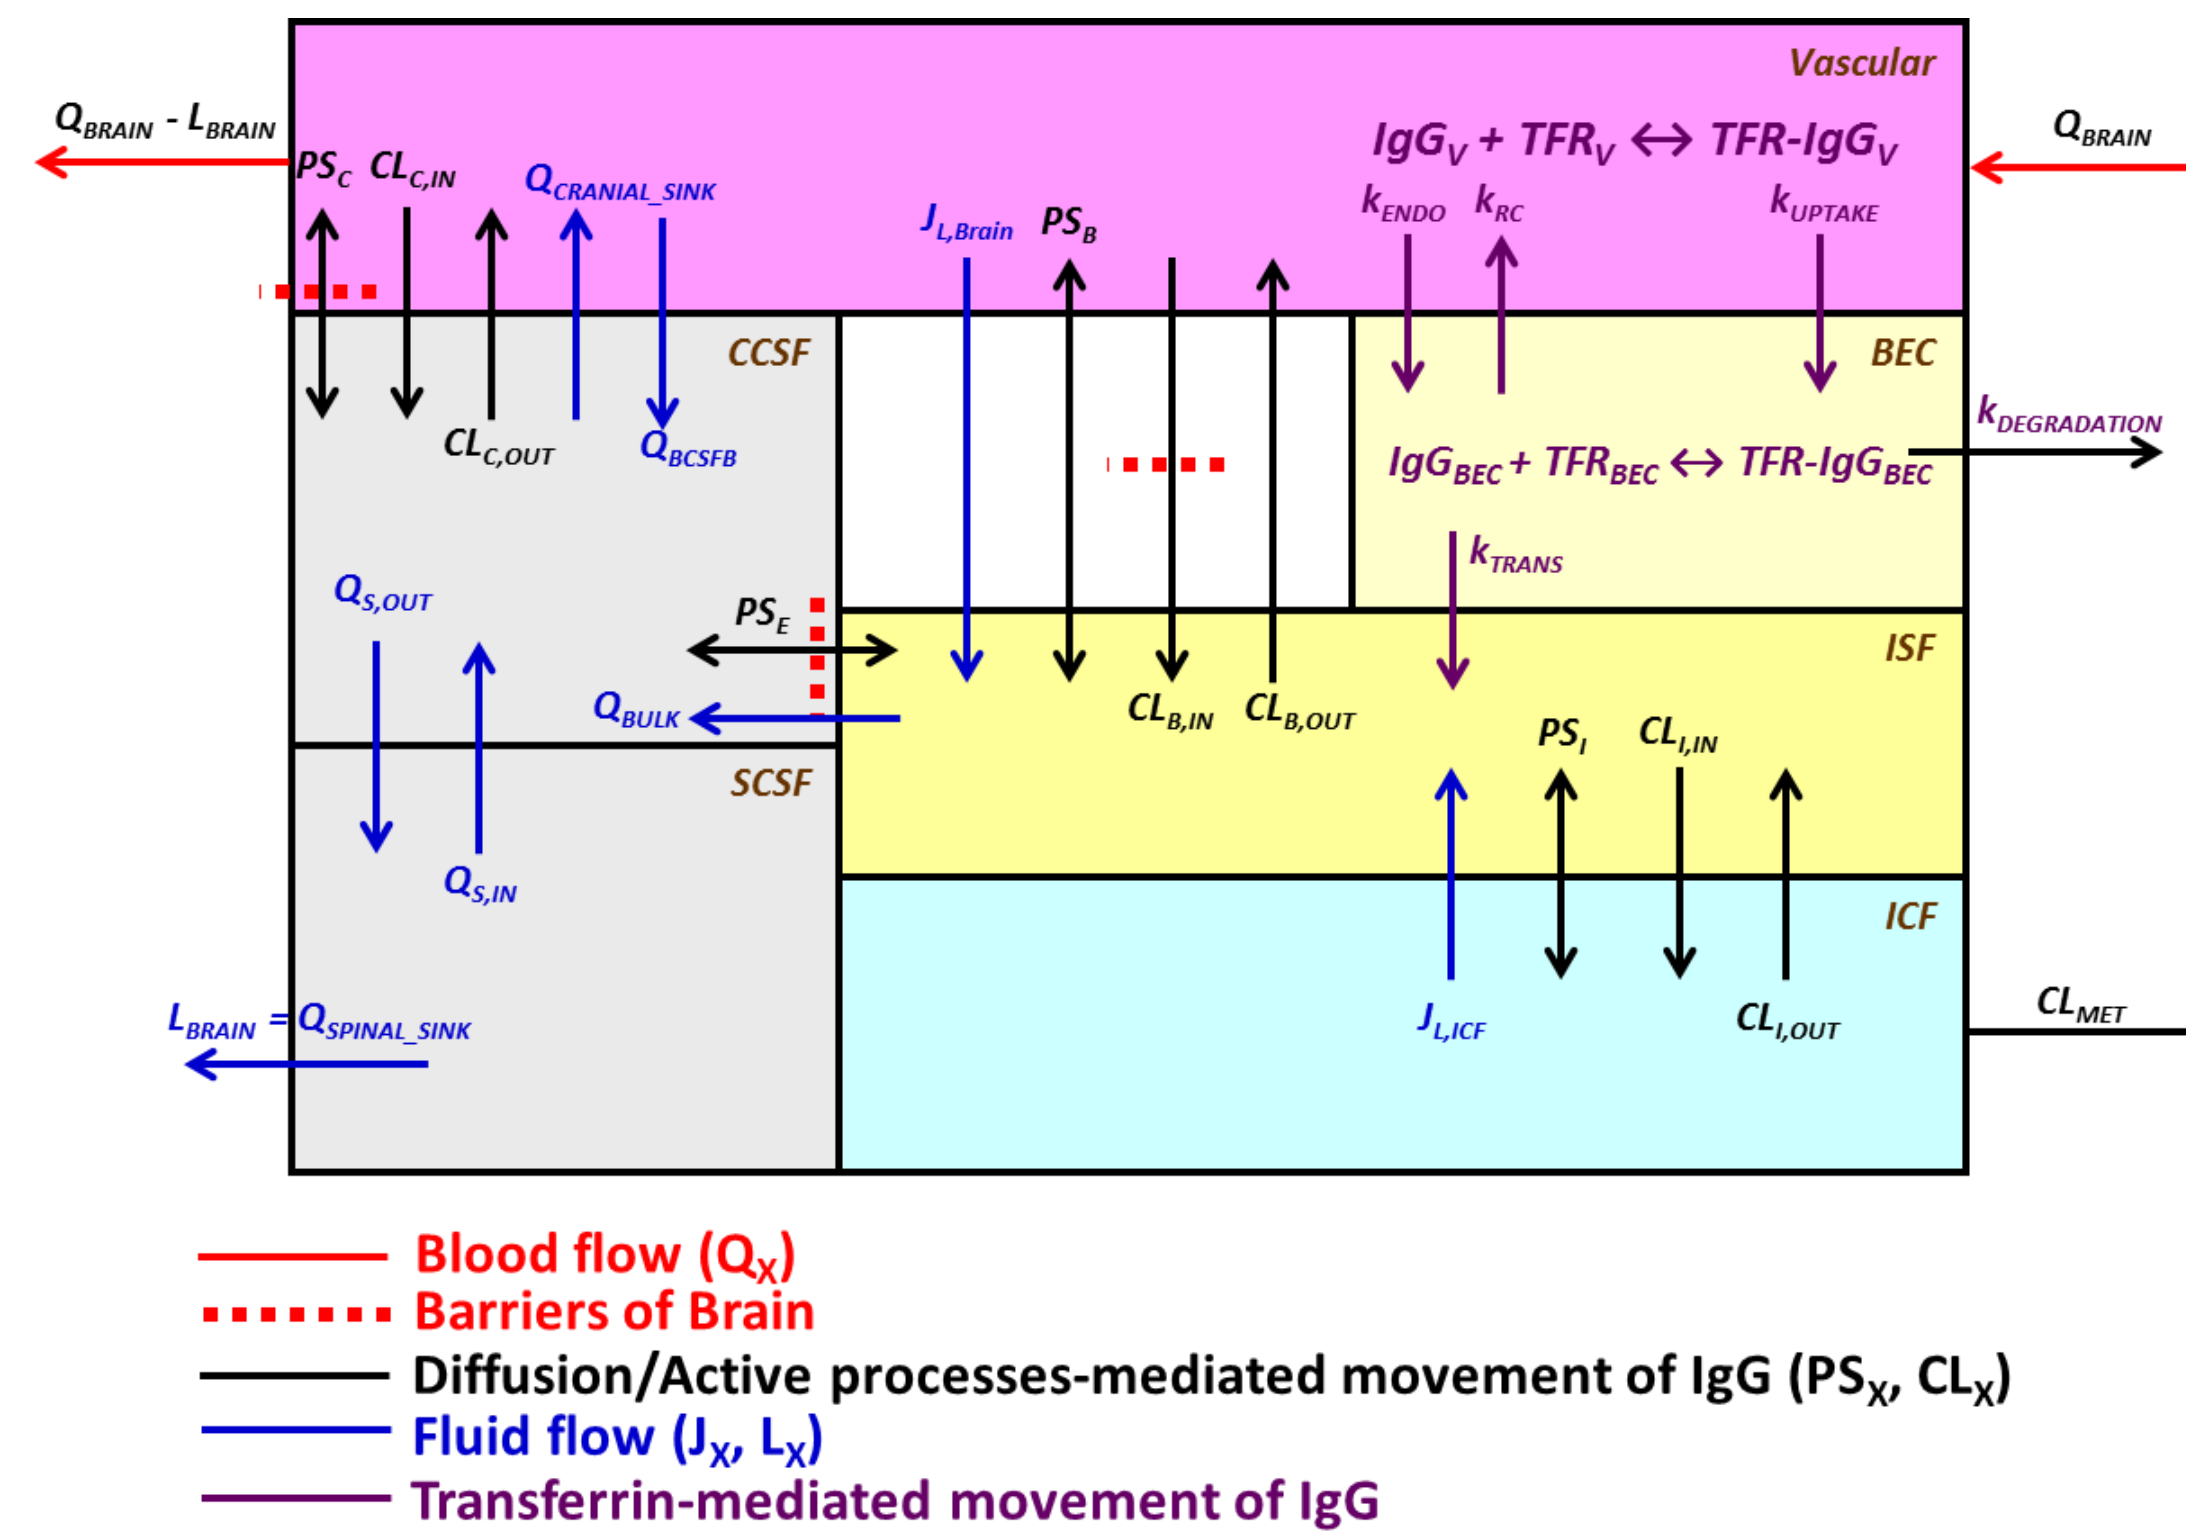 Vascular
Q_BRAIN - L_BRAIN
Q_BRAIN
IgG_V + TFR_V ↔ TFR-IgG_V
PS_C CL_C,IN
Q_CRANIAL_SINK
J_L,Brain PS_B
k_ENDO k_RC k_UPTAKE
CCSF
BEC
CL_C,OUT
Q_BCSFB
k_DEGRADATION
IgG_BEC + TFR_BEC ↔ TFR-IgG_BEC
k_TRANS
Q_S,OUT
PS_E
ISF
Q_BULK
CL_B,IN CL_B,OUT
PS_I CL_I,IN
SCSF
Q_S,IN
ICF
L_BRAIN = Q_SPINAL_SINK
J_L,ICF
CL_I,OUT
CL_MET
Blood flow (Q_X)
Barriers of Brain
Diffusion/Active processes-mediated movement of IgG (PS_X, CL_X)
Fluid flow (J_X, L_X)
Transferrin-mediated movement of IgG